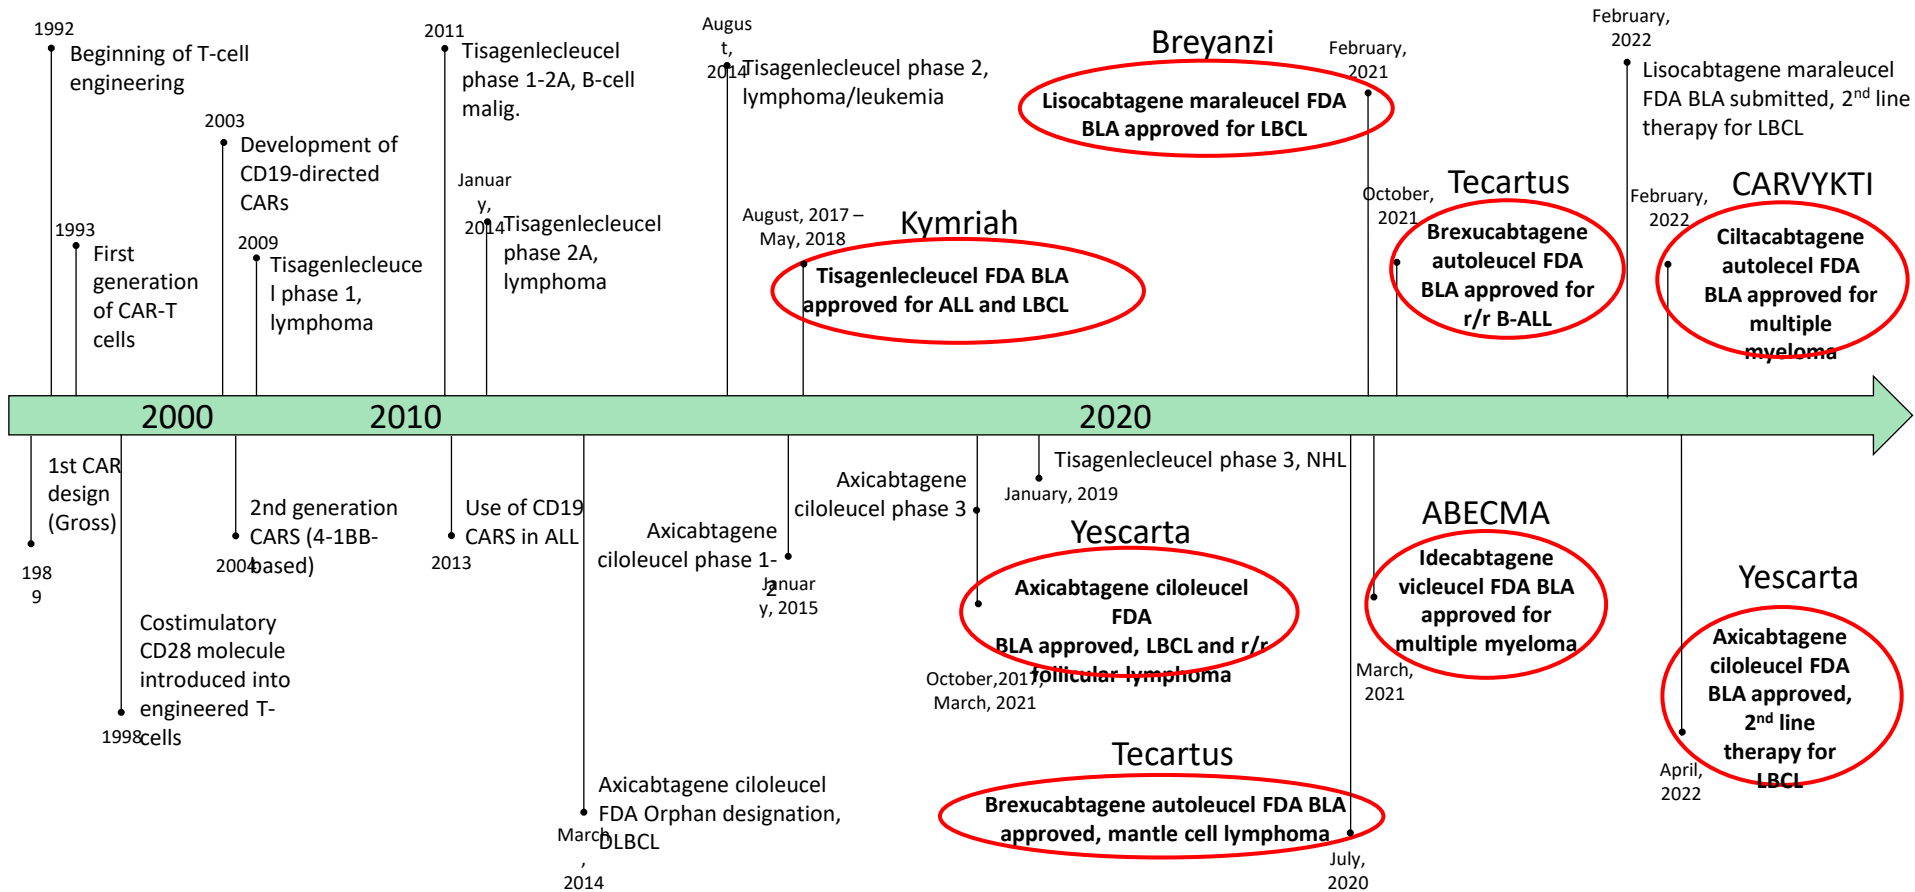 1992
Beginning of T-cell
engineering
1993
First
generation
of CAR-T
cells
2003
Development of
CD19-directed
CARs
2009
Tisagenlecleuce
l phase 1,
lymphoma
2011
Tisagenlecleucel
phase 1-2A, B-cell
malig.
Januar
y,
2014
Tisagenlecleucel
phase 2A,
lymphoma
Augus
t,
2014
Tisagenlecleucel phase 2,
lymphoma/leukemia
August, 2017 –
May, 2018
Kymriah
Tisagenlecleucel FDA BLA
approved for ALL and LBCL
Breyanzi
February,
2021
Lisocabtagene maraleucel FDA
BLA approved for LBCL
October,
2021
Tecartus
Brexucabtagene
autoleucel FDA
BLA approved for
r/r B-ALL
February,
2022
Lisocabtagene maraleucel
FDA BLA submitted, 2nd line
therapy for LBCL
February,
2022
CARVYKTI
Ciltacabtagene
autolecel FDA
BLA approved for
multiple
myeloma
2000
2010
2020
1st CAR
design
(Gross)
198
9
Costimulatory
CD28 molecule
introduced into
engineered T-
cells
1998
2nd generation
CARS (4-1BB-
based)
2004
Use of CD19
CARS in ALL
2013
Axicabtagene ciloleucel
FDA Orphan designation,
DLBCL
March
,
2014
Axicabtagene
ciloleucel phase 1-
2
Januar
y, 2015
Axicabtagene
ciloleucel phase 3
Tisagenlecleucel phase 3, NHL
January, 2019
Yescarta
Axicabtagene ciloleucel
FDA
BLA approved, LBCL and r/r
follicular lymphoma
October,2017,
March, 2021
Tecartus
Brexucabtagene autoleucel FDA BLA
approved, mantle cell lymphoma
July,
2020
ABECMA
Idecabtagene
vicleucel FDA BLA
approved for
multiple myeloma
March,
2021
Yescarta
Axicabtagene
ciloleucel FDA
BLA approved,
2nd line
therapy for
LBCL
April,
2022